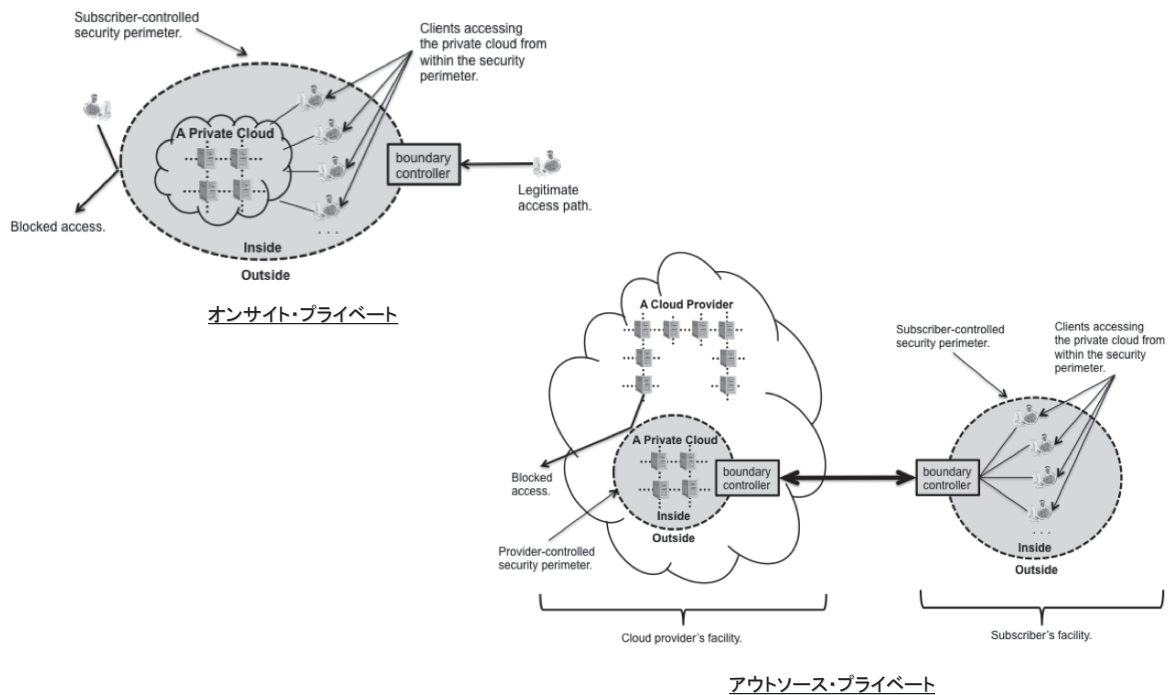 Subscriber-controlled
security perimeter.
Clients accessing
the private cloud from
within the security
perimeter.
A Private Cloud
boundary
controller
Legitimate
access path.
Blocked access.
. . .
Inside
Outside
オンサイト・プライベート
A Cloud Provider
Subscriber-controlled
security perimeter.
Clients accessing
the private cloud from
within the security
perimeter.
A Private Cloud
boundary
controller
boundary
controller
Blocked
access.
Inside
Outside
Provider-controlled
security perimeter.
. . .
Inside
Outside
Cloud provider's facility.
Subscriber's facility.
アウトソース・プライベート